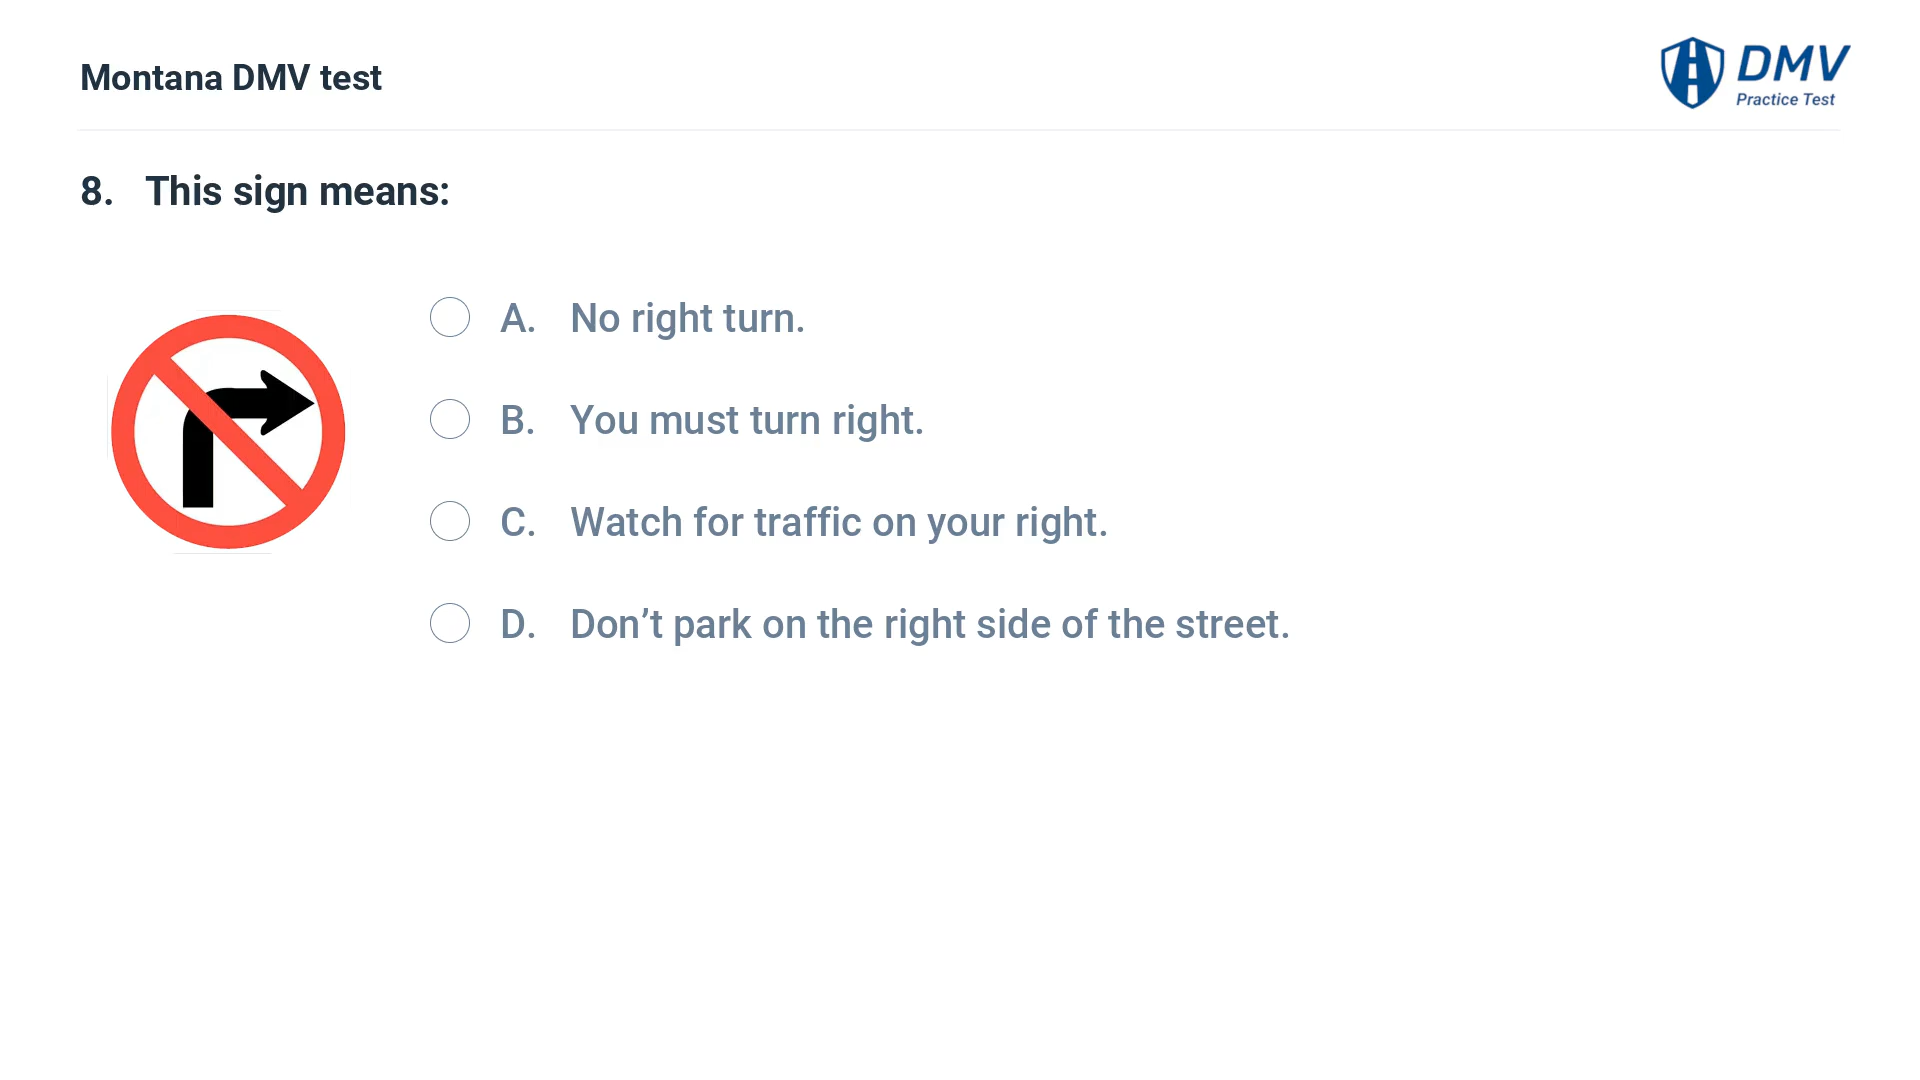 Montana DMV test
DMV
Practice Test
8. This sign means:
A. No right turn.
B. You must turn right.
C. Watch for traffic on your right.
D. Don’t park on the right side of the street.